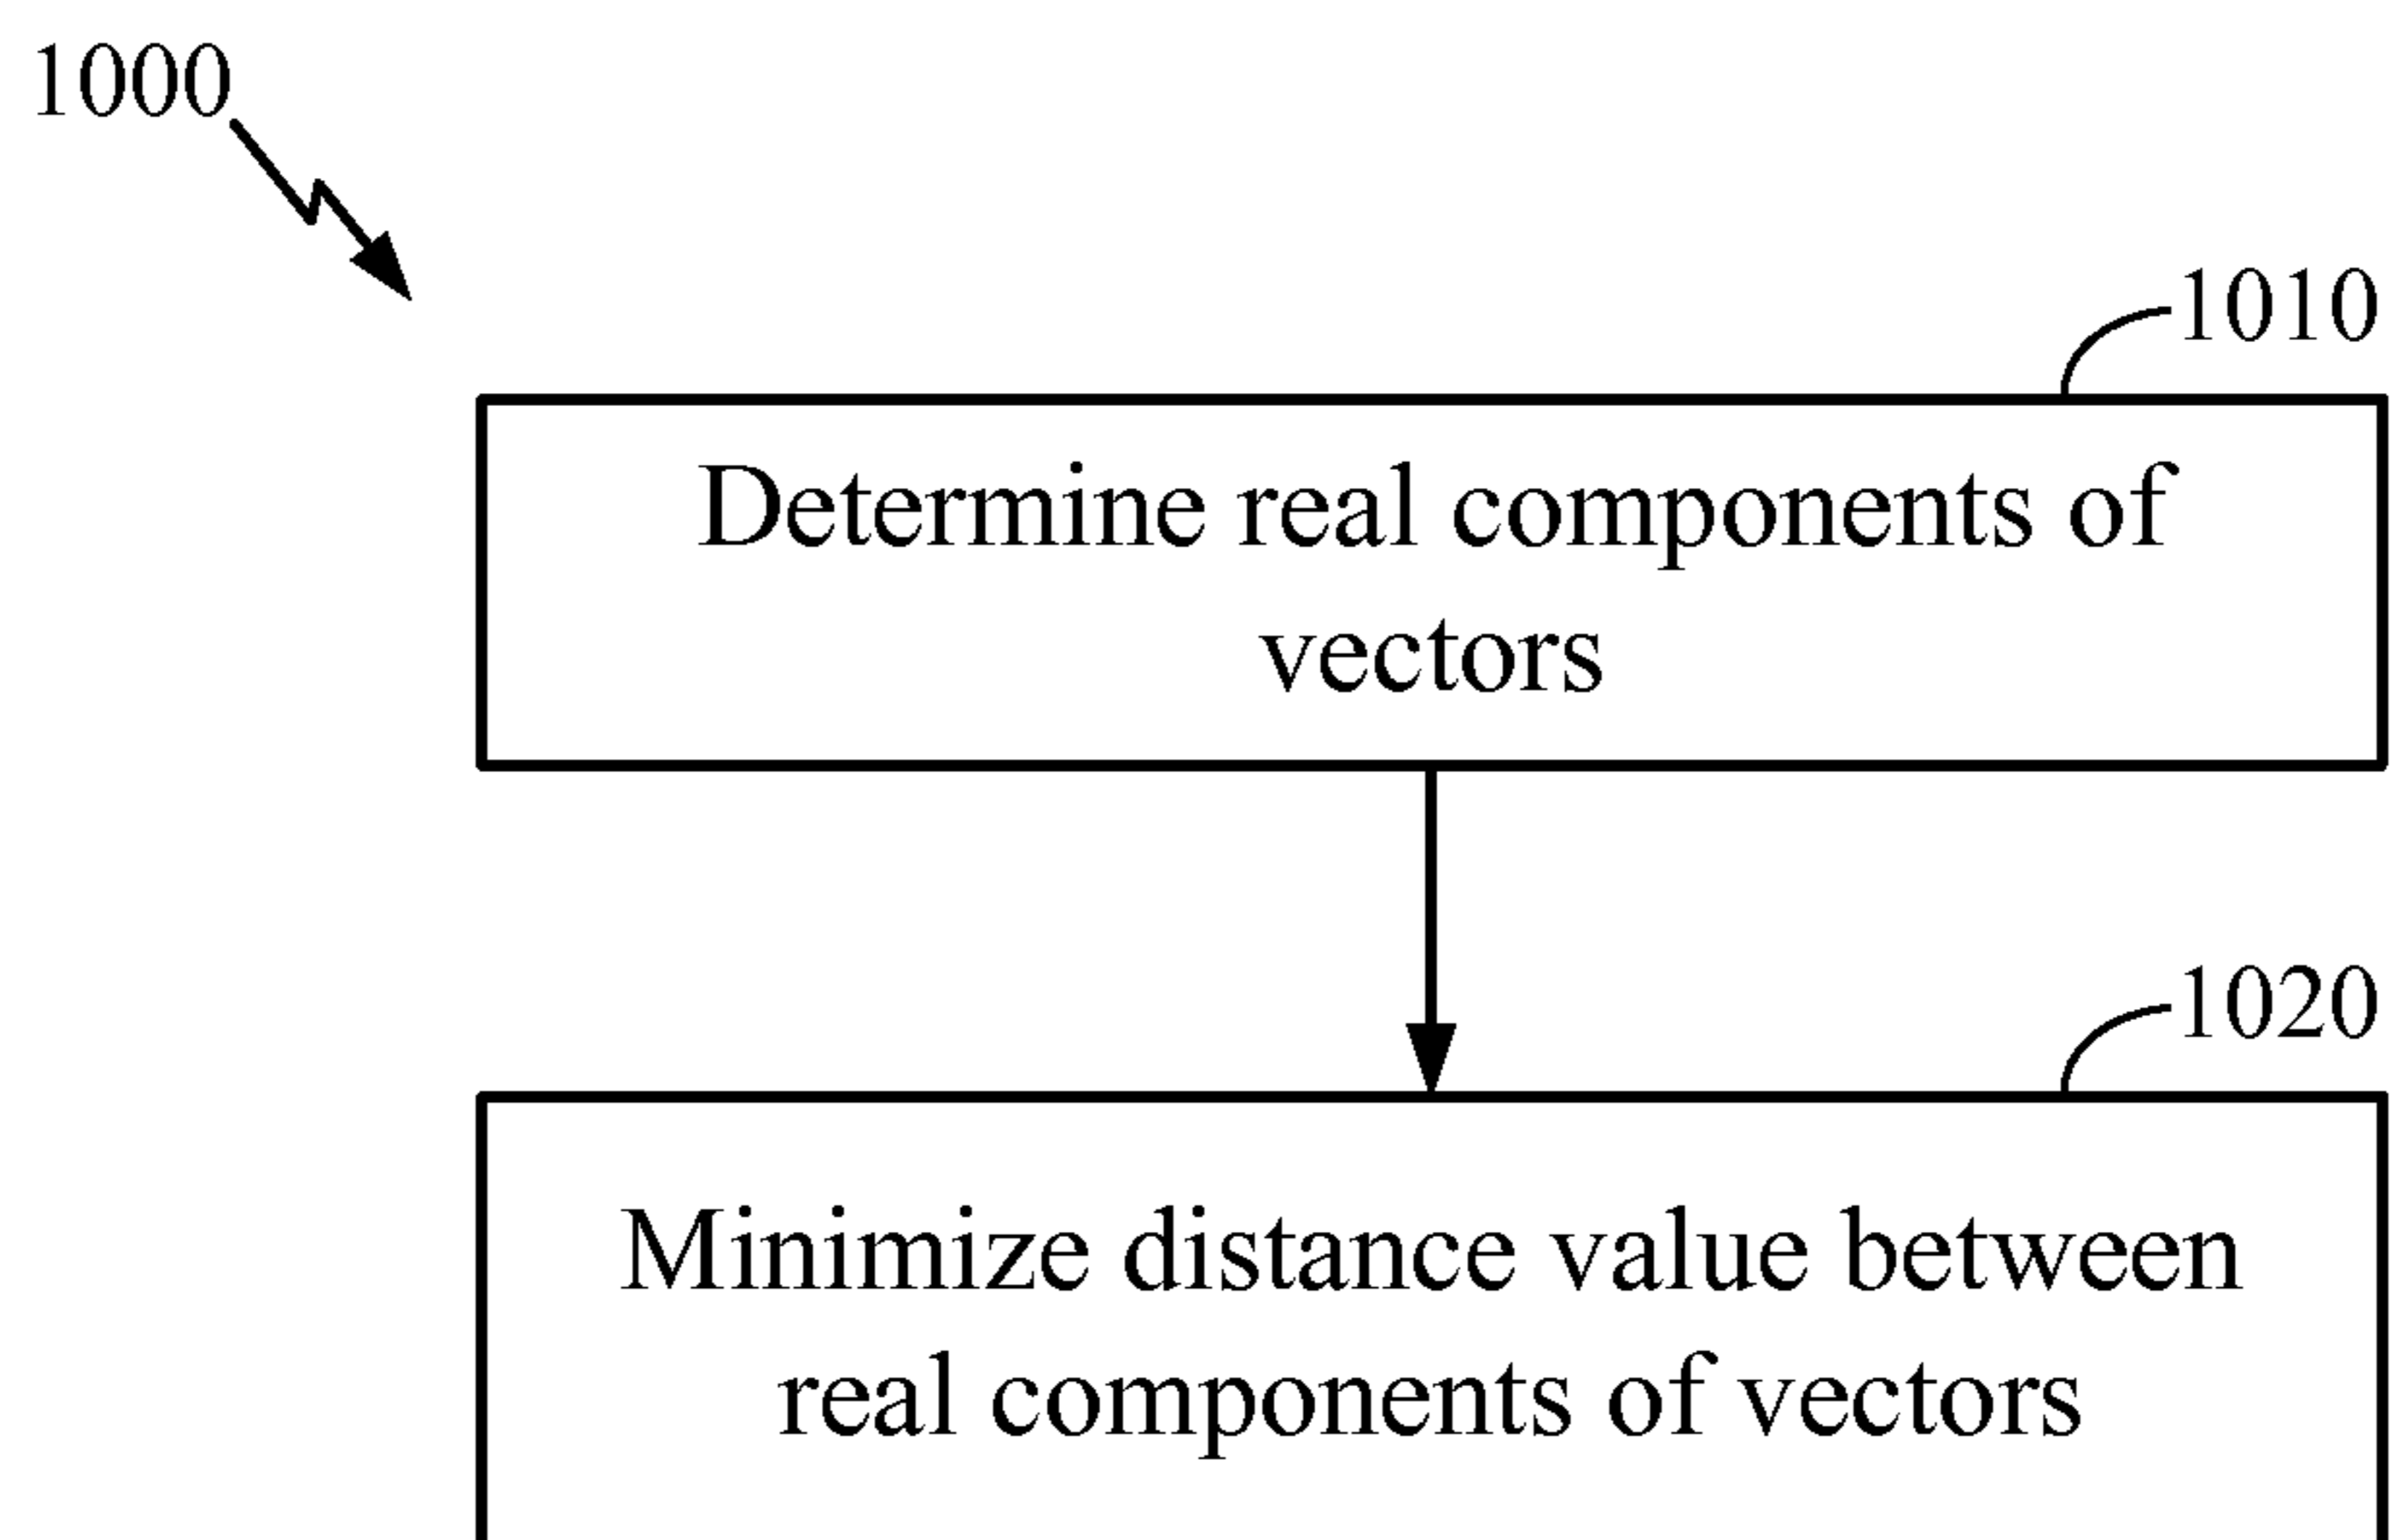 1000
1010
Determine real components of
vectors
1020
Minimize distance value between
real components of vectors